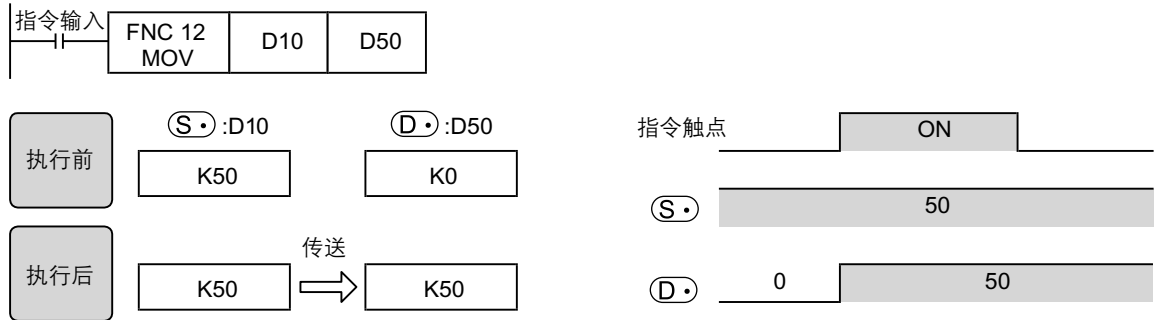 指令输入
FNC 12
MOV
D10
D50
执行前
S· :D10
D· :D50
K50
K0
执行后
K50
传送
K50
指令触点
ON
S·
50
D·
0
50